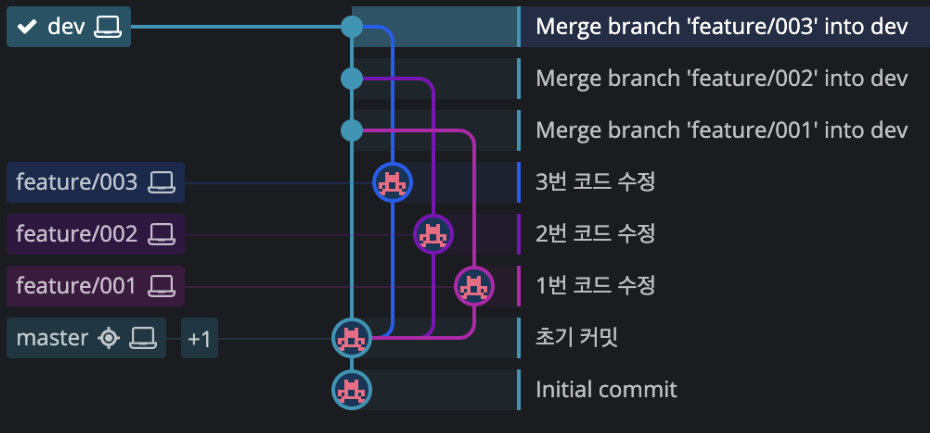 dev Merge branch 'feature/003' into dev
Merge branch 'feature/002' into dev
Merge branch 'feature/001' into dev
feature/003 3번 코드 수정
feature/002 2번 코드 수정
feature/001 1번 코드 수정
master +1 초기 커밋
Initial commit